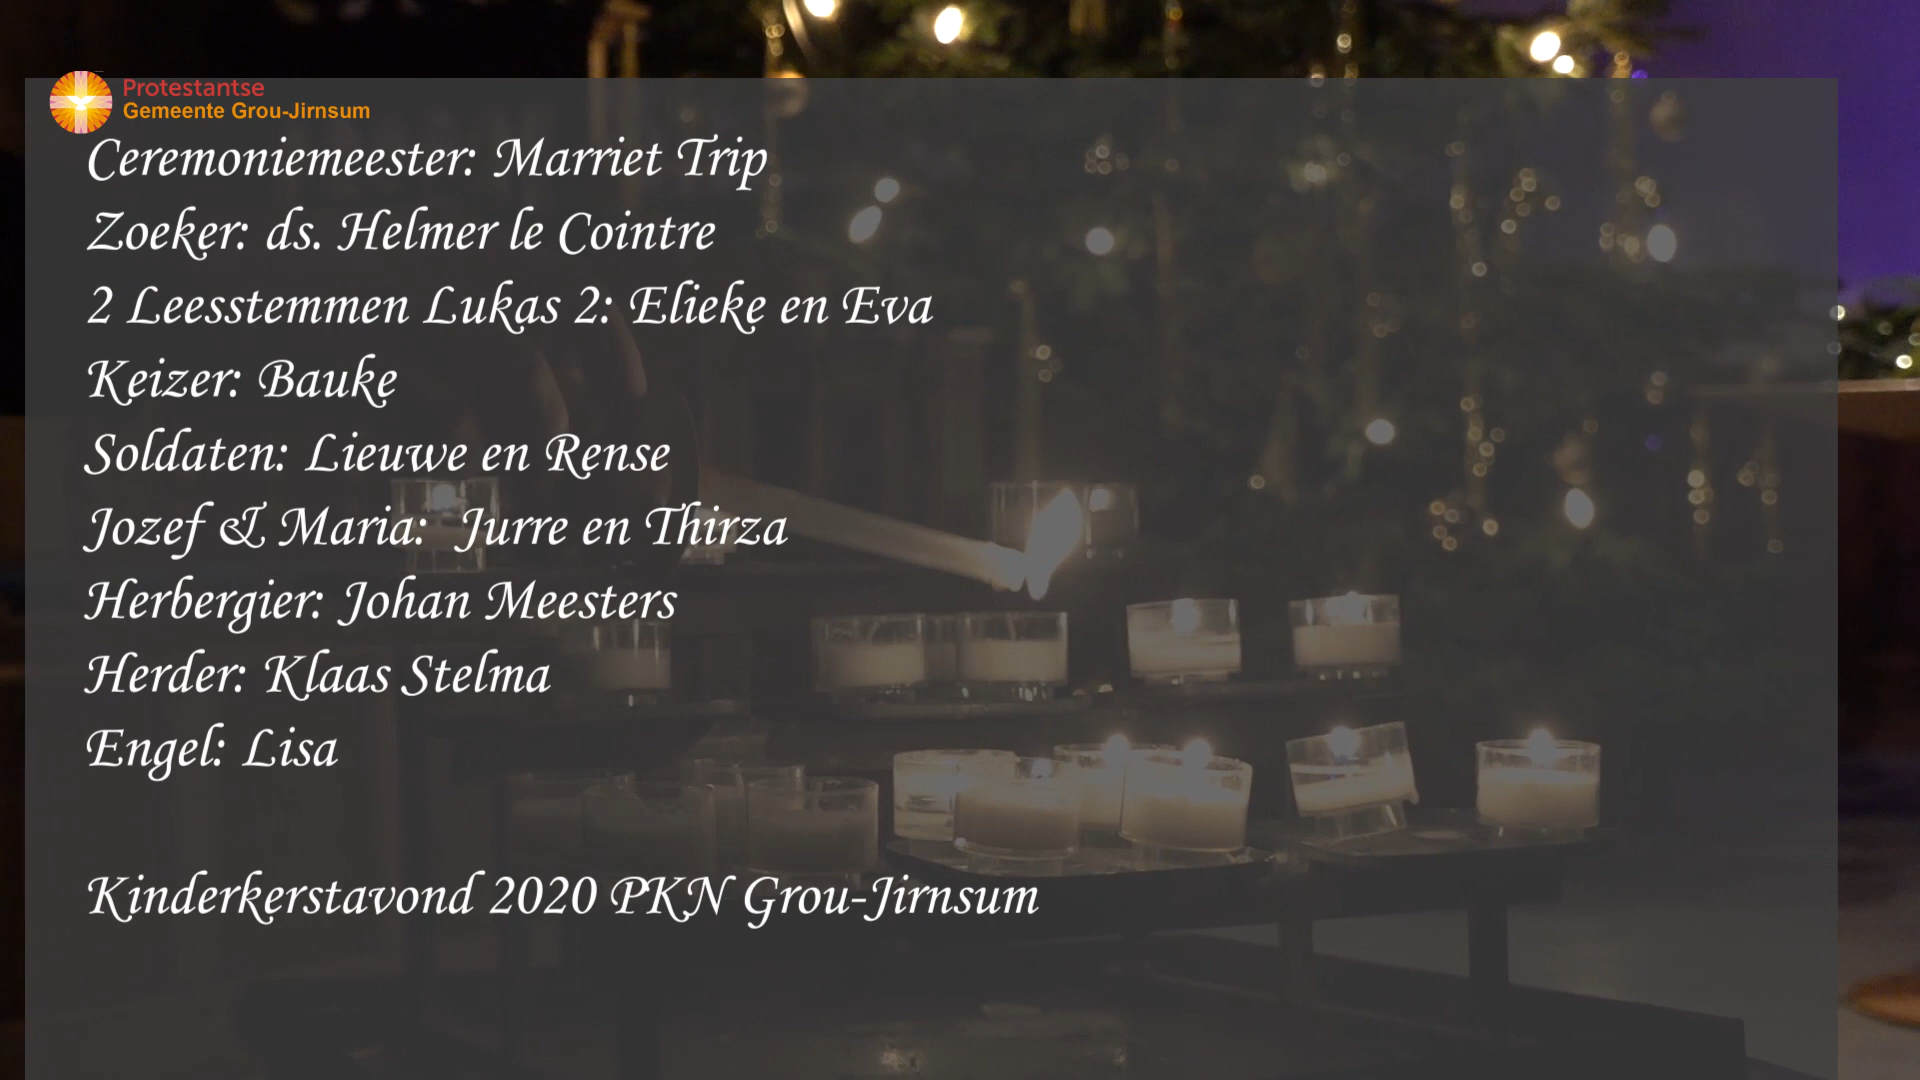 Protestantse
Gemeente Grou-Jirnsum
Ceremoniemeester: Marriet Trip
Zoeker: ds. Helmer le Cointre
2 Leesstemmen Lukas 2: Elieke en Eva
Keizer: Bauke
Soldaten: Lieuwe en Rense
Jozef & Maria: Jurre en Thirza
Herbergier: Johan Meesters
Herder: Klaas Stelma
Engel: Lisa
Kinderkerstavond 2020 PKN Grou-Jirnsum